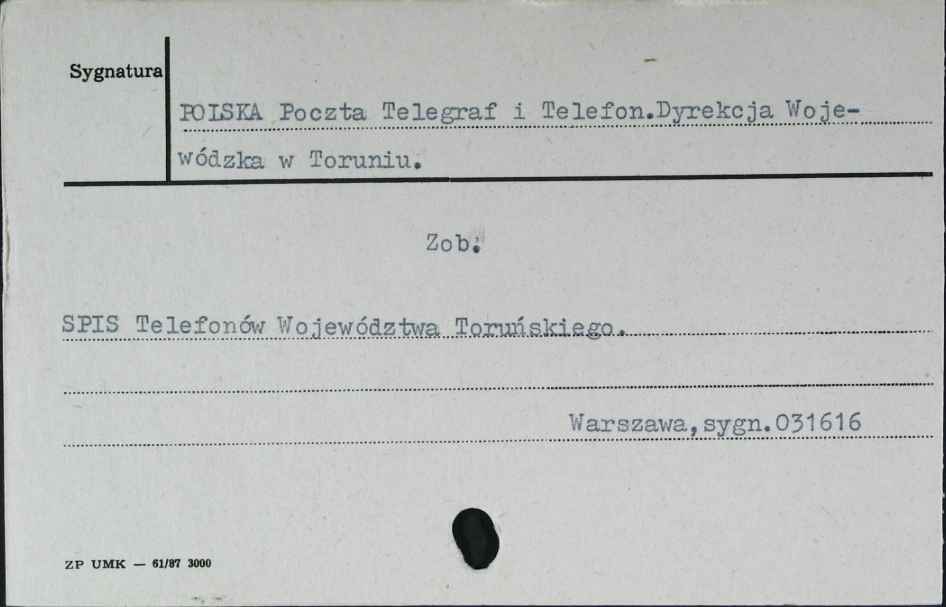 Sygnatura
POLSKA Poczta Telegraf i Telefon.Dyrekcja Woje-
wódzka w Toruniu.
Zob.
SPIS Telefonów Województwa Toruńskiego.
Warszawa,sygn.031616
ZP UMK — 61/87 3000